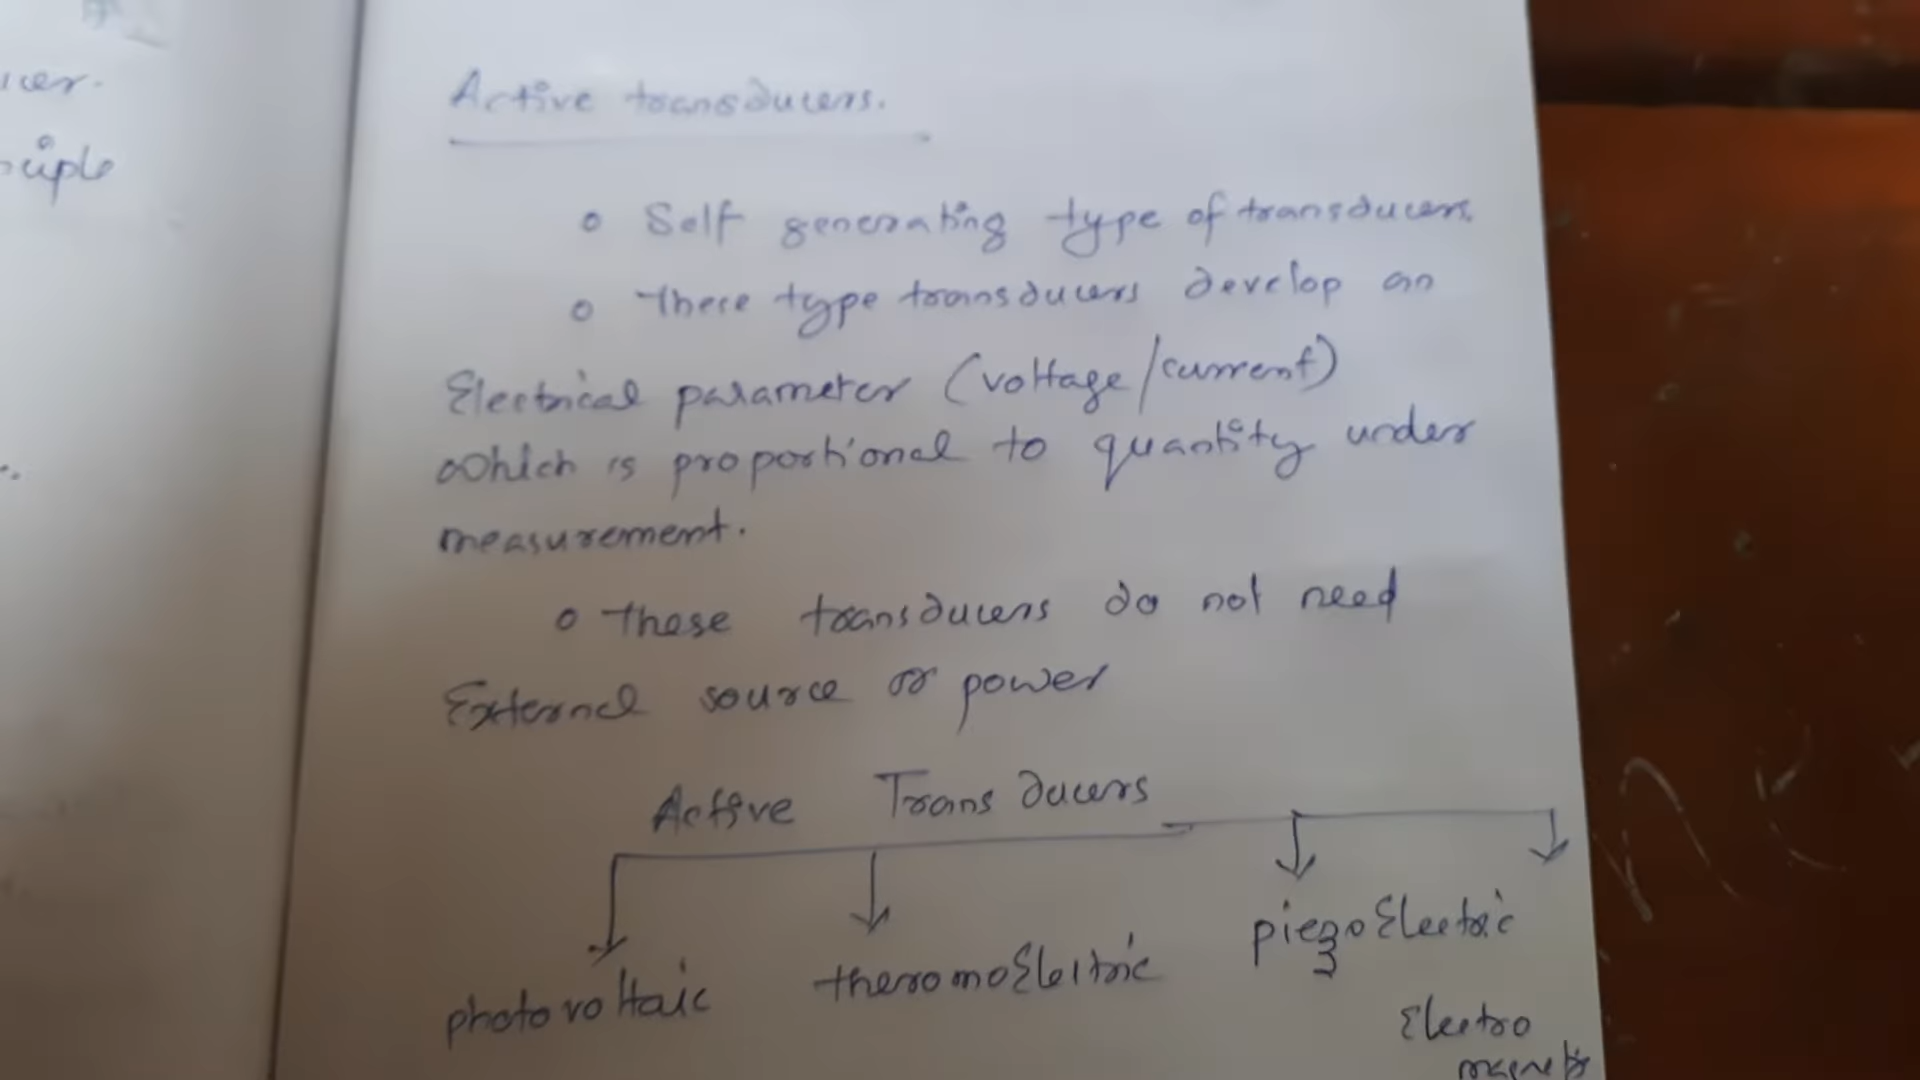 Active transducers.
o Self generating type of transducers.
o These type transducers develop an
Electrical parameter (voltage/current)
which is proportional to quantity under
measurement.
o these transducers do not need
External source or power
Active Transducers
photovoltaic thermoElectric piezoElectric
Electro